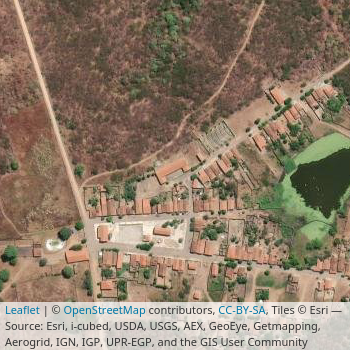 Leaflet | © OpenStreetMap contributors, CC-BY-SA, Tiles © Esri —
Source: Esri, i-cubed, USDA, USGS, AEX, GeoEye, Getmapping,
Aerogrid, IGN, IGP, UPR-EGP, and the GIS User Community